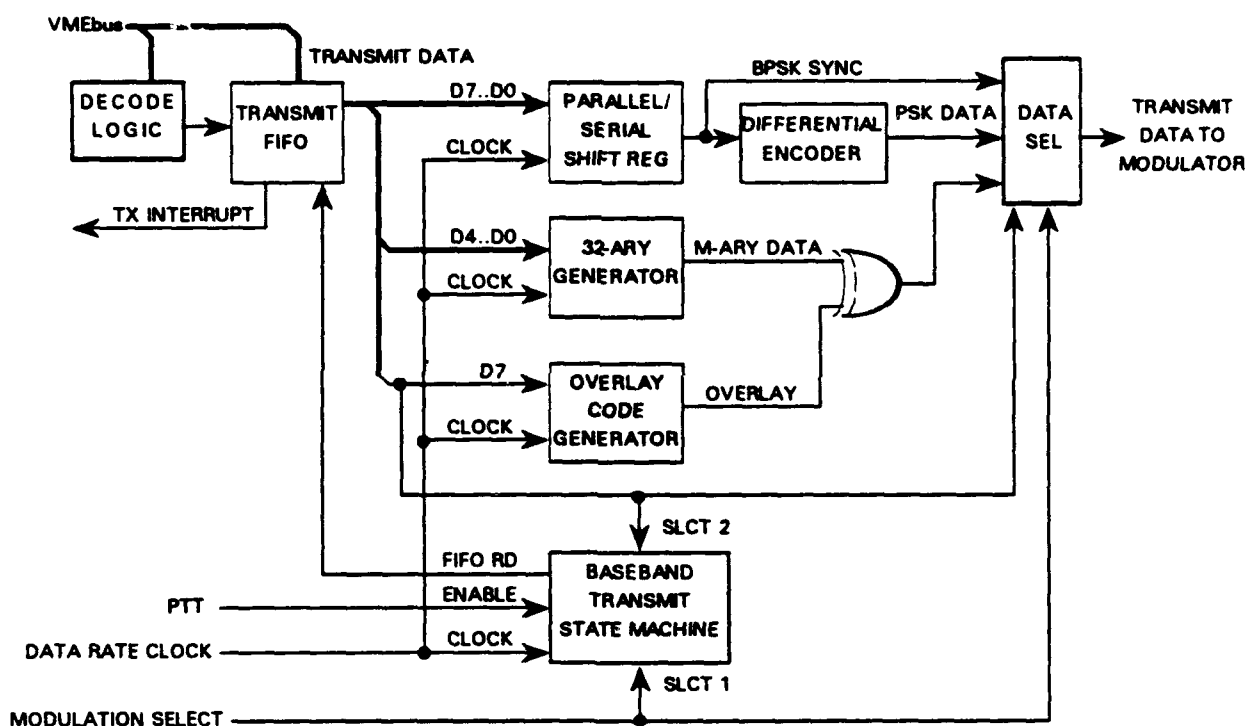 VMEbus
TRANSMIT DATA
DECODE
LOGIC
TRANSMIT
FIFO
TX INTERRUPT
D7..D0
CLOCK
PARALLEL/
SERIAL
SHIFT REG
BPSK SYNC
DIFFERENTIAL
ENCODER
PSK DATA
DATA
SEL
TRANSMIT
DATA TO
MODULATOR
D4..D0
CLOCK
32-ARY
GENERATOR
M-ARY DATA
D7
CLOCK
OVERLAY
CODE
GENERATOR
OVERLAY
SLCT 2
FIFO RD
PTT
ENABLE
DATA RATE CLOCK
CLOCK
BASEBAND
TRANSMIT
STATE MACHINE
SLCT 1
MODULATION SELECT